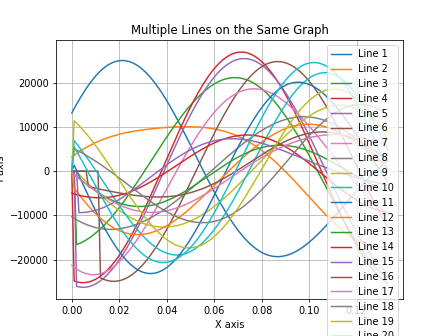 Multiple Lines on the Same Graph
20000
10000
0
−10000
−20000
0.00 0.02 0.04 0.06 0.08 0.10
X axis
Line 1
Line 2
Line 3
Line 4
Line 5
Line 6
Line 7
Line 8
Line 9
Line 10
Line 11
Line 12
Line 13
Line 14
Line 15
Line 16
Line 17
Line 18
Line 19
Line 20